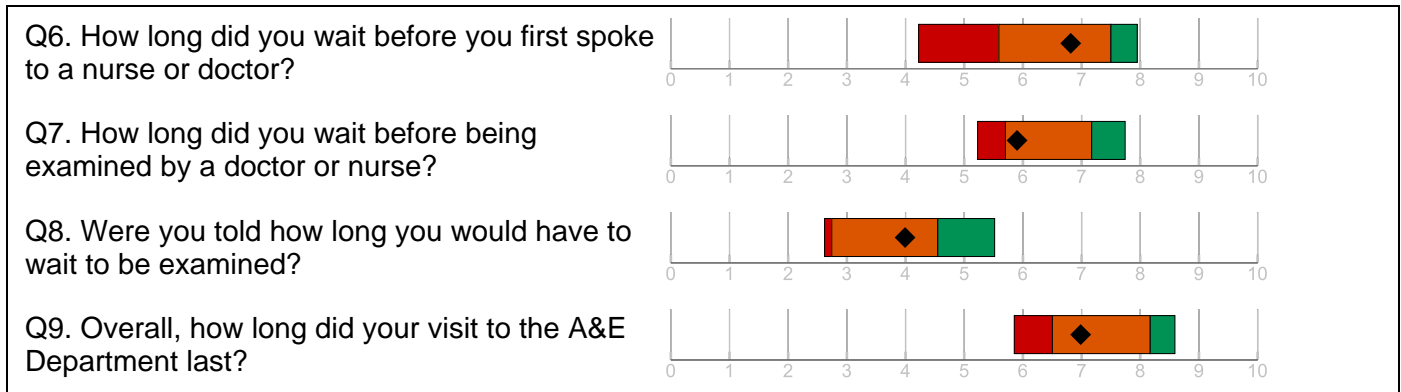 Q6. How long did you wait before you first spoke
to a nurse or doctor?
0 1 2 3 4 5 6 7 8 9 10
Q7. How long did you wait before being
examined by a doctor or nurse?
0 1 2 3 4 5 6 7 8 9 10
Q8. Were you told how long you would have to
wait to be examined?
0 1 2 3 4 5 6 7 8 9 10
Q9. Overall, how long did your visit to the A&E
Department last?
0 1 2 3 4 5 6 7 8 9 10